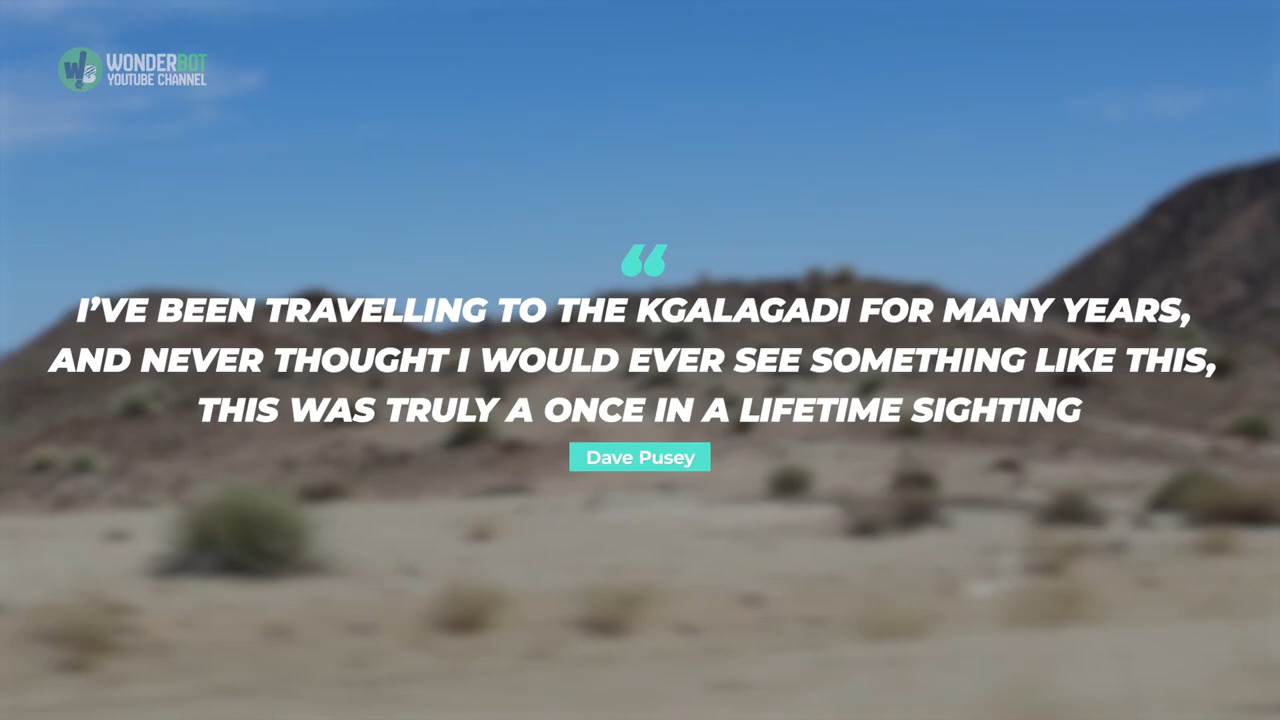 WONDERBOT
YOUTUBE CHANNEL
“
I’VE BEEN TRAVELLING TO THE KGALAGADI FOR MANY YEARS,
AND NEVER THOUGHT I WOULD EVER SEE SOMETHING LIKE THIS,
THIS WAS TRULY A ONCE IN A LIFETIME SIGHTING
Dave Pusey